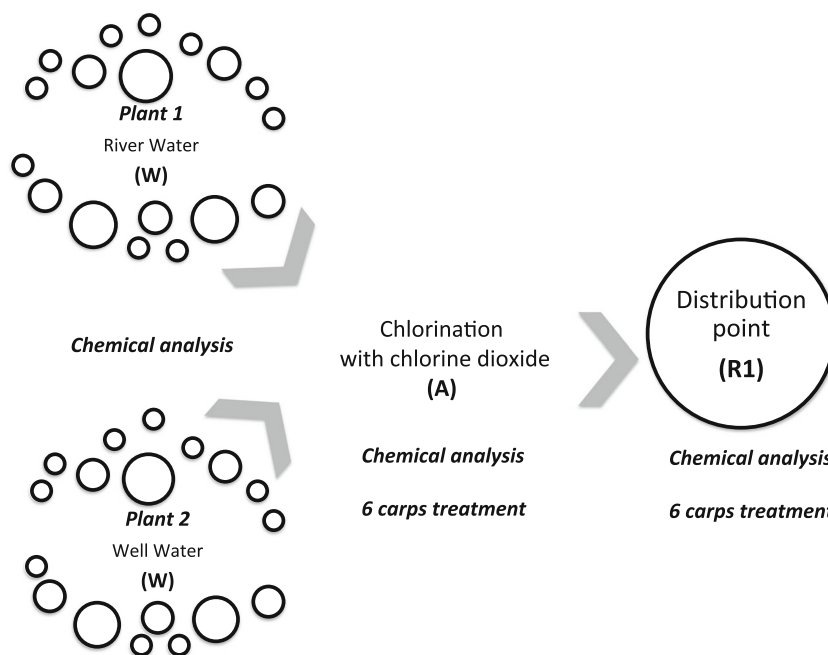 Plant 1
River Water
(W)
Chemical analysis
Plant 2
Well Water
(W)
Chlorination
with chlorine dioxide
(A)
Chemical analysis
6 carps treatment
Distribution
point
(R1)
Chemical analysis
6 carps treatment